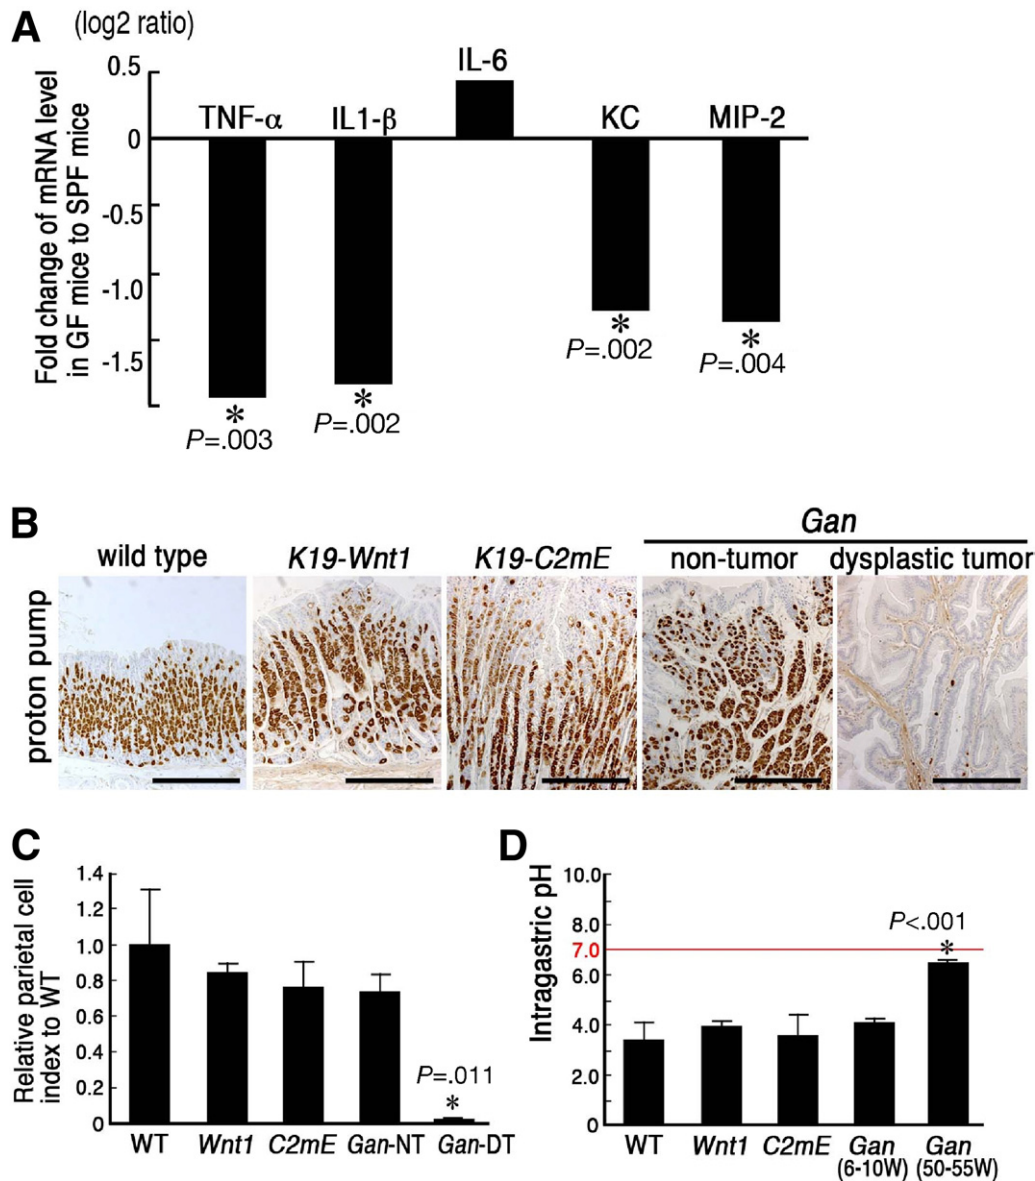 A (log2 ratio)
Fold change of mRNA level
in GF mice to SPF mice
0.5
0
-0.5
-1.0
-1.5
TNF-α
IL1-β
IL-6
KC
MIP-2
*
P=.003
*
P=.002
*
P=.002
*
P=.004
B
Gan
wild type
K19-Wnt1
K19-C2mE
non-tumor
dysplastic tumor
proton pump
C
Relative parietal cell
index to WT
1.4
1.2
1.0
0.8
0.6
0.4
0.2
0
P=.011
*
WT
Wnt1
C2mE
Gan-NT
Gan-DT
D
Intragastric pH
10.0
8.0
7.0
6.0
4.0
2.0
0
P<.001
*
WT
Wnt1
C2mE
Gan
(6-10W)
Gan
(50-55W)